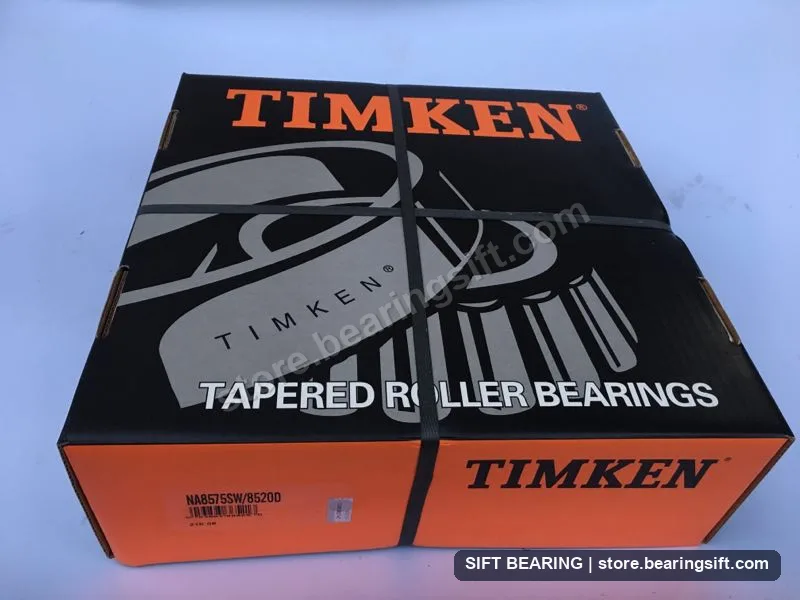 TIMKEN®
TIMKEN®
store.bearingsift.com
TAPERED ROLLER BEARINGS
NA8575SW/8520D
TIMKEN®
SIFT BEARING | store.bearingsift.com